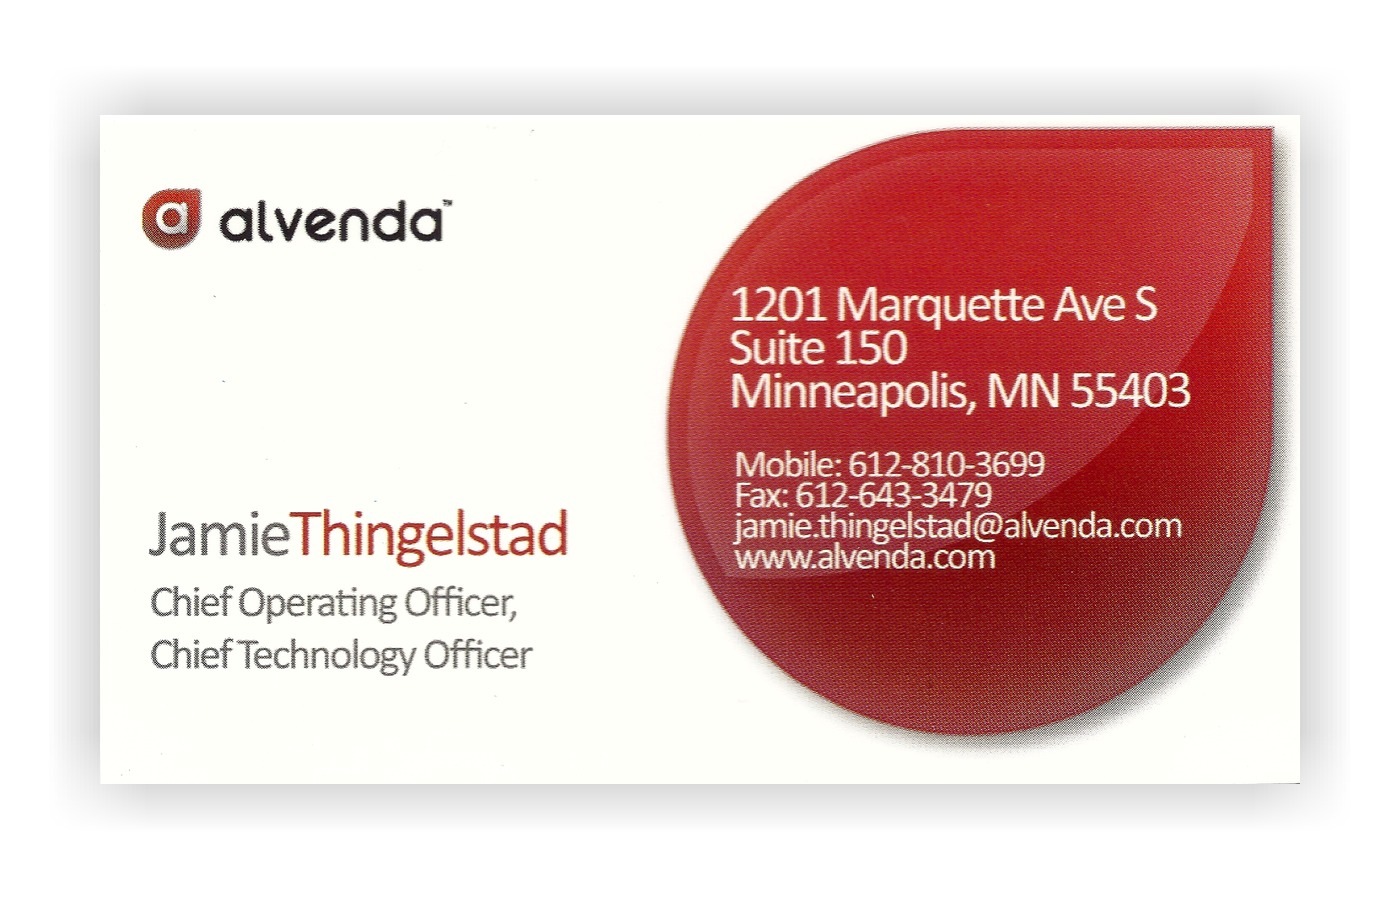 alvenda™
1201 Marquette Ave S
Suite 150
Minneapolis, MN 55403
Mobile: 612-810-3699
Fax: 612-643-3479
jamie.thingelstad@alvenda.com
www.alvenda.com
JamieThingelstad
Chief Operating Officer,
Chief Technology Officer